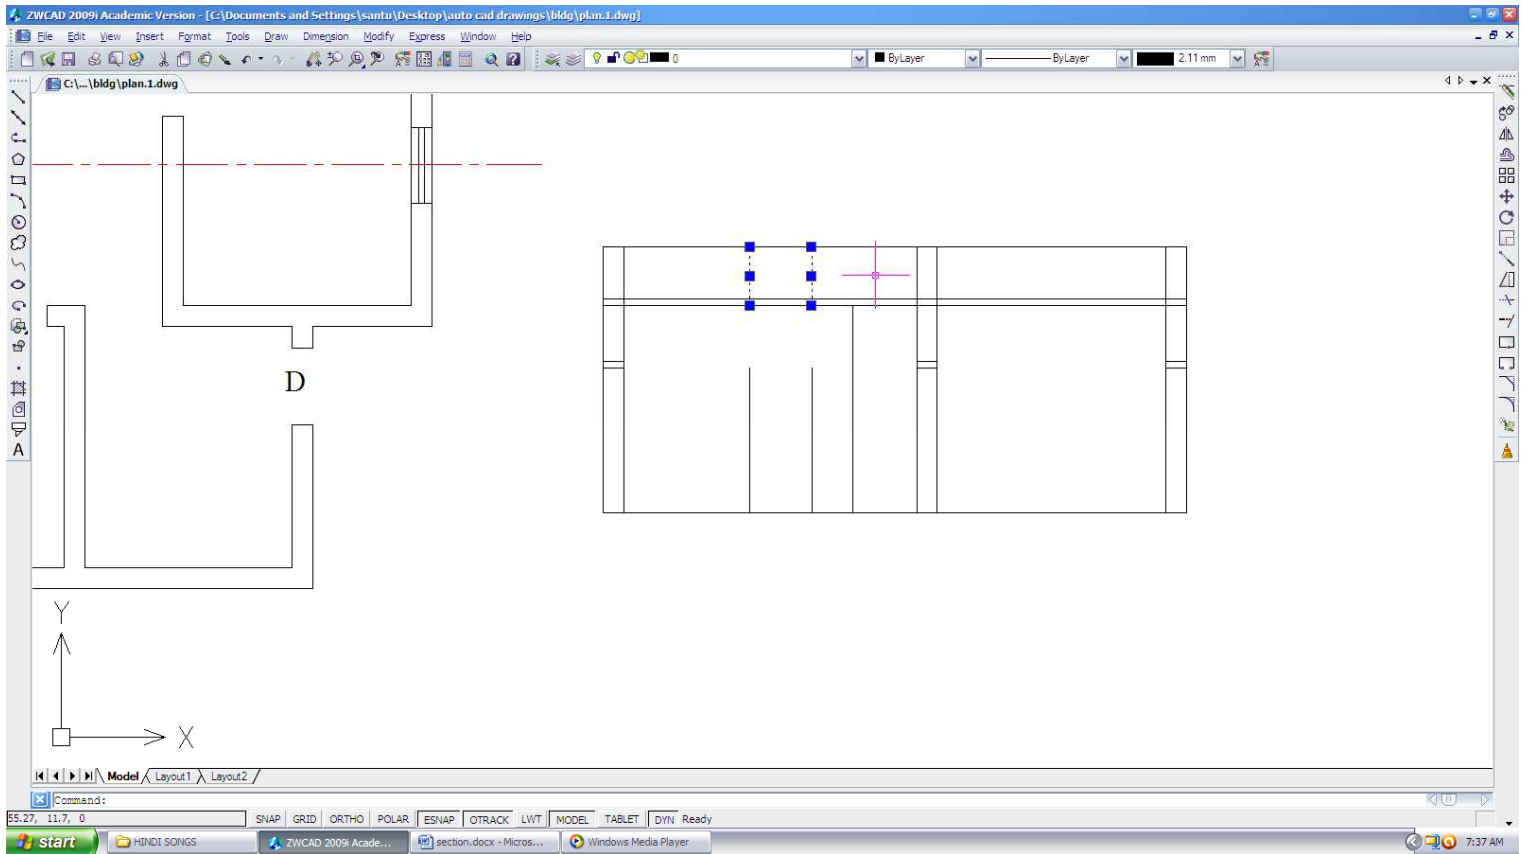 ZWCAD 2009i Academic Version - [C:\Documents and Settings\santu\Desktop\auto cad drawings\bldg\plan.1.dwg]
File Edit View Insert Format Tools Draw Dimension Modify Express Window Help
0 ByLayer ByLayer 2.11 mm
C:\...\bldg\plan.1.dwg
D
A
Y
X
Model Layout1 Layout2
Command:
55.27, 11.7, 0 SNAP GRID ORTHO POLAR ESNAP OTRACK LWT MODEL TABLET DYN Ready
start HINDI SONGS ZWCAD 2009i Acade... section.docx - Micros... Windows Media Player 7:37 AM